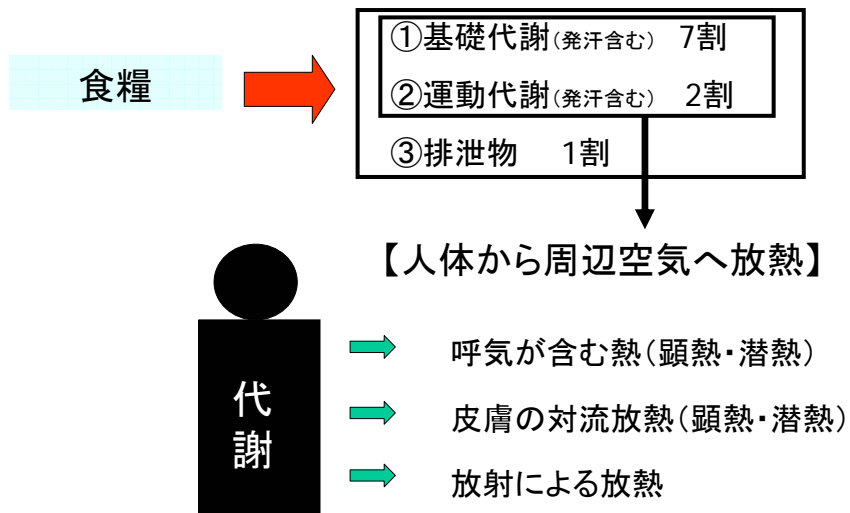 ①基礎代謝(発汗含む) 7割
食糧
②運動代謝(発汗含む) 2割
③排泄物 1割
【人体から周辺空気へ放熱】
呼気が含む熱(顕熱・潜熱)
代謝
皮膚の対流放熱(顕熱・潜熱)
放射による放熱